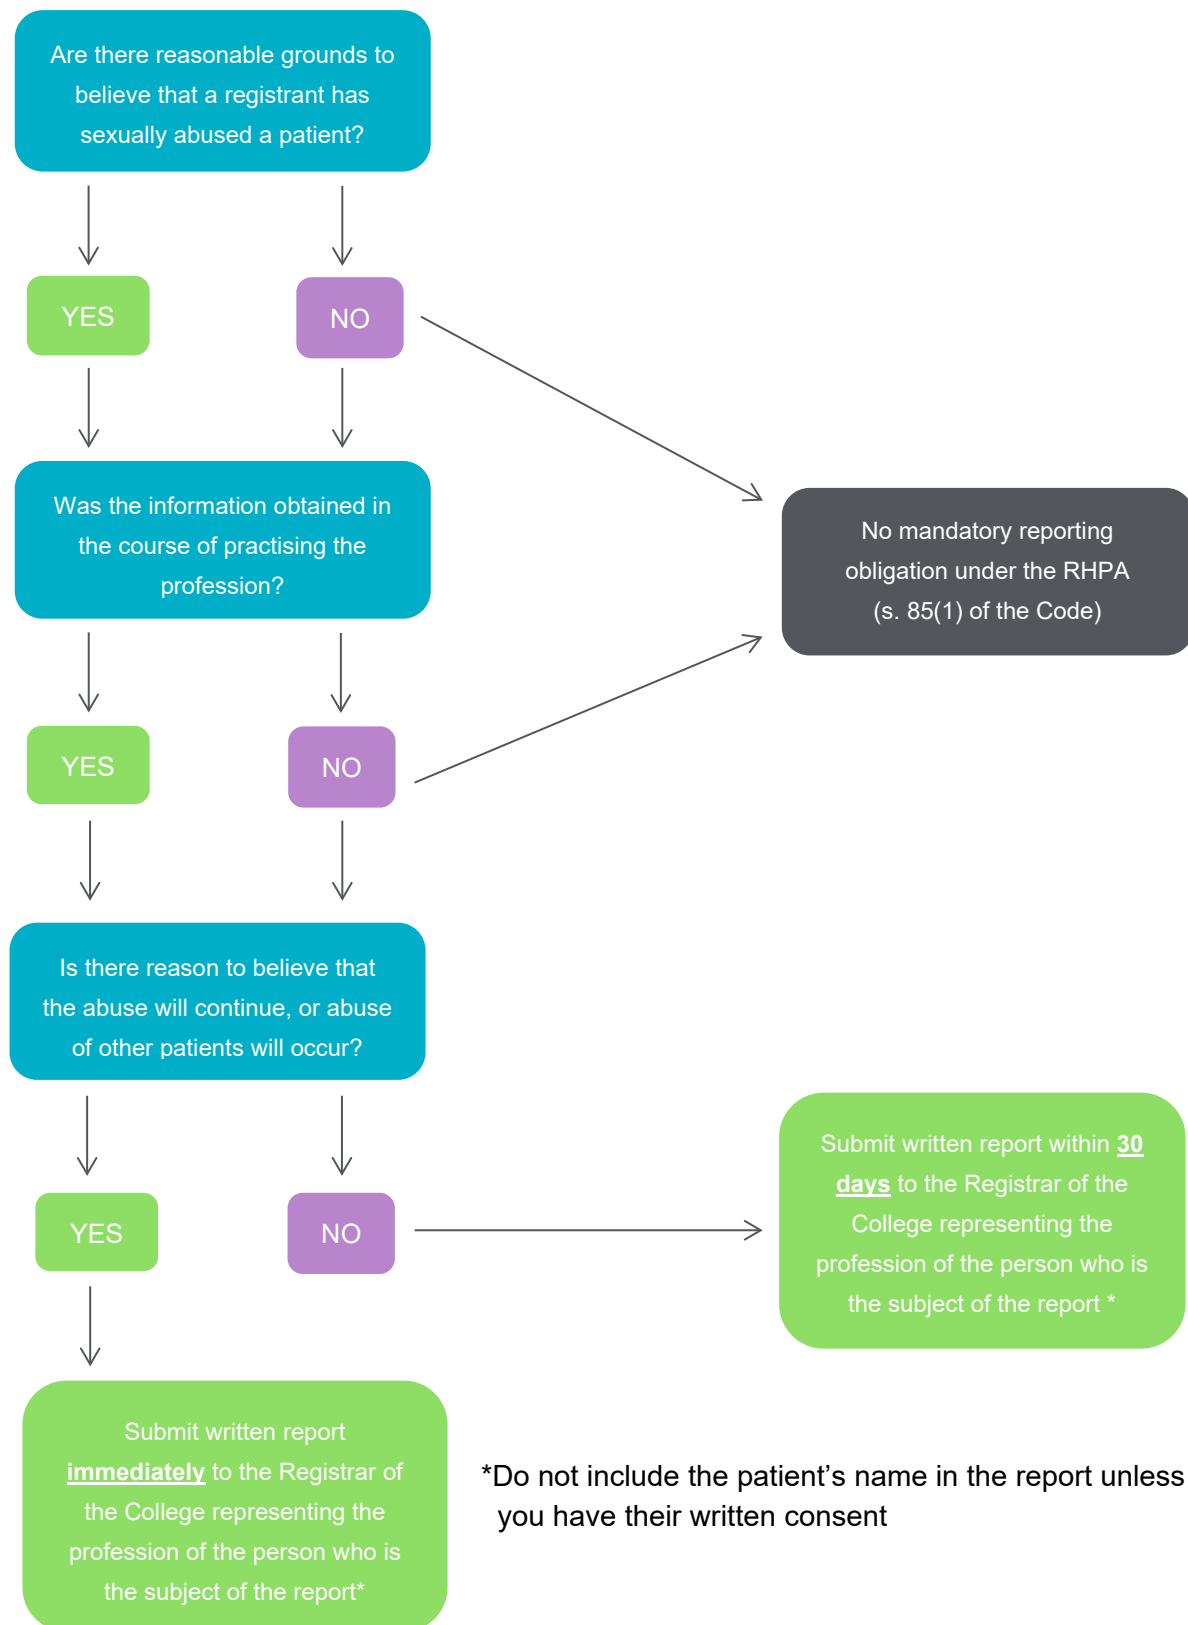 Are there reasonable grounds to
believe that a registrant has
sexually abused a patient?
YES
NO
Was the information obtained in
the course of practising the
profession?
No mandatory reporting
obligation under the RHPA
(s. 85(1) of the Code)
YES
NO
Is there reason to believe that
the abuse will continue, or abuse
of other patients will occur?
YES
NO
Submit written report within 30
days to the Registrar of the
College representing the
profession of the person who is
the subject of the report *
Submit written report
immediately to the Registrar of
the College representing the
profession of the person who is
the subject of the report*
*Do not include the patient’s name in the report unless
you have their written consent